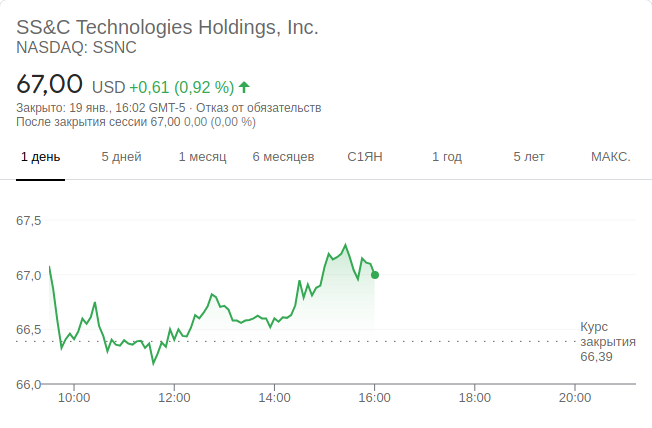 SS&C Technologies Holdings, Inc.
NASDAQ: SSNC
67,00 USD +0,61 (0,92 %)
Закрыто: 19 янв., 16:02 GMT-5 · Отказ от обязательств
После закрытия сессии 67,00 0,00 (0,00 %)
1 день 5 дней 1 месяц 6 месяцев С1ЯН 1 год 5 лет МАКС.
67,5
67,0
66,5
66,0
Курс
закрытия
66,39
10:00 12:00 14:00 16:00 18:00 20:00